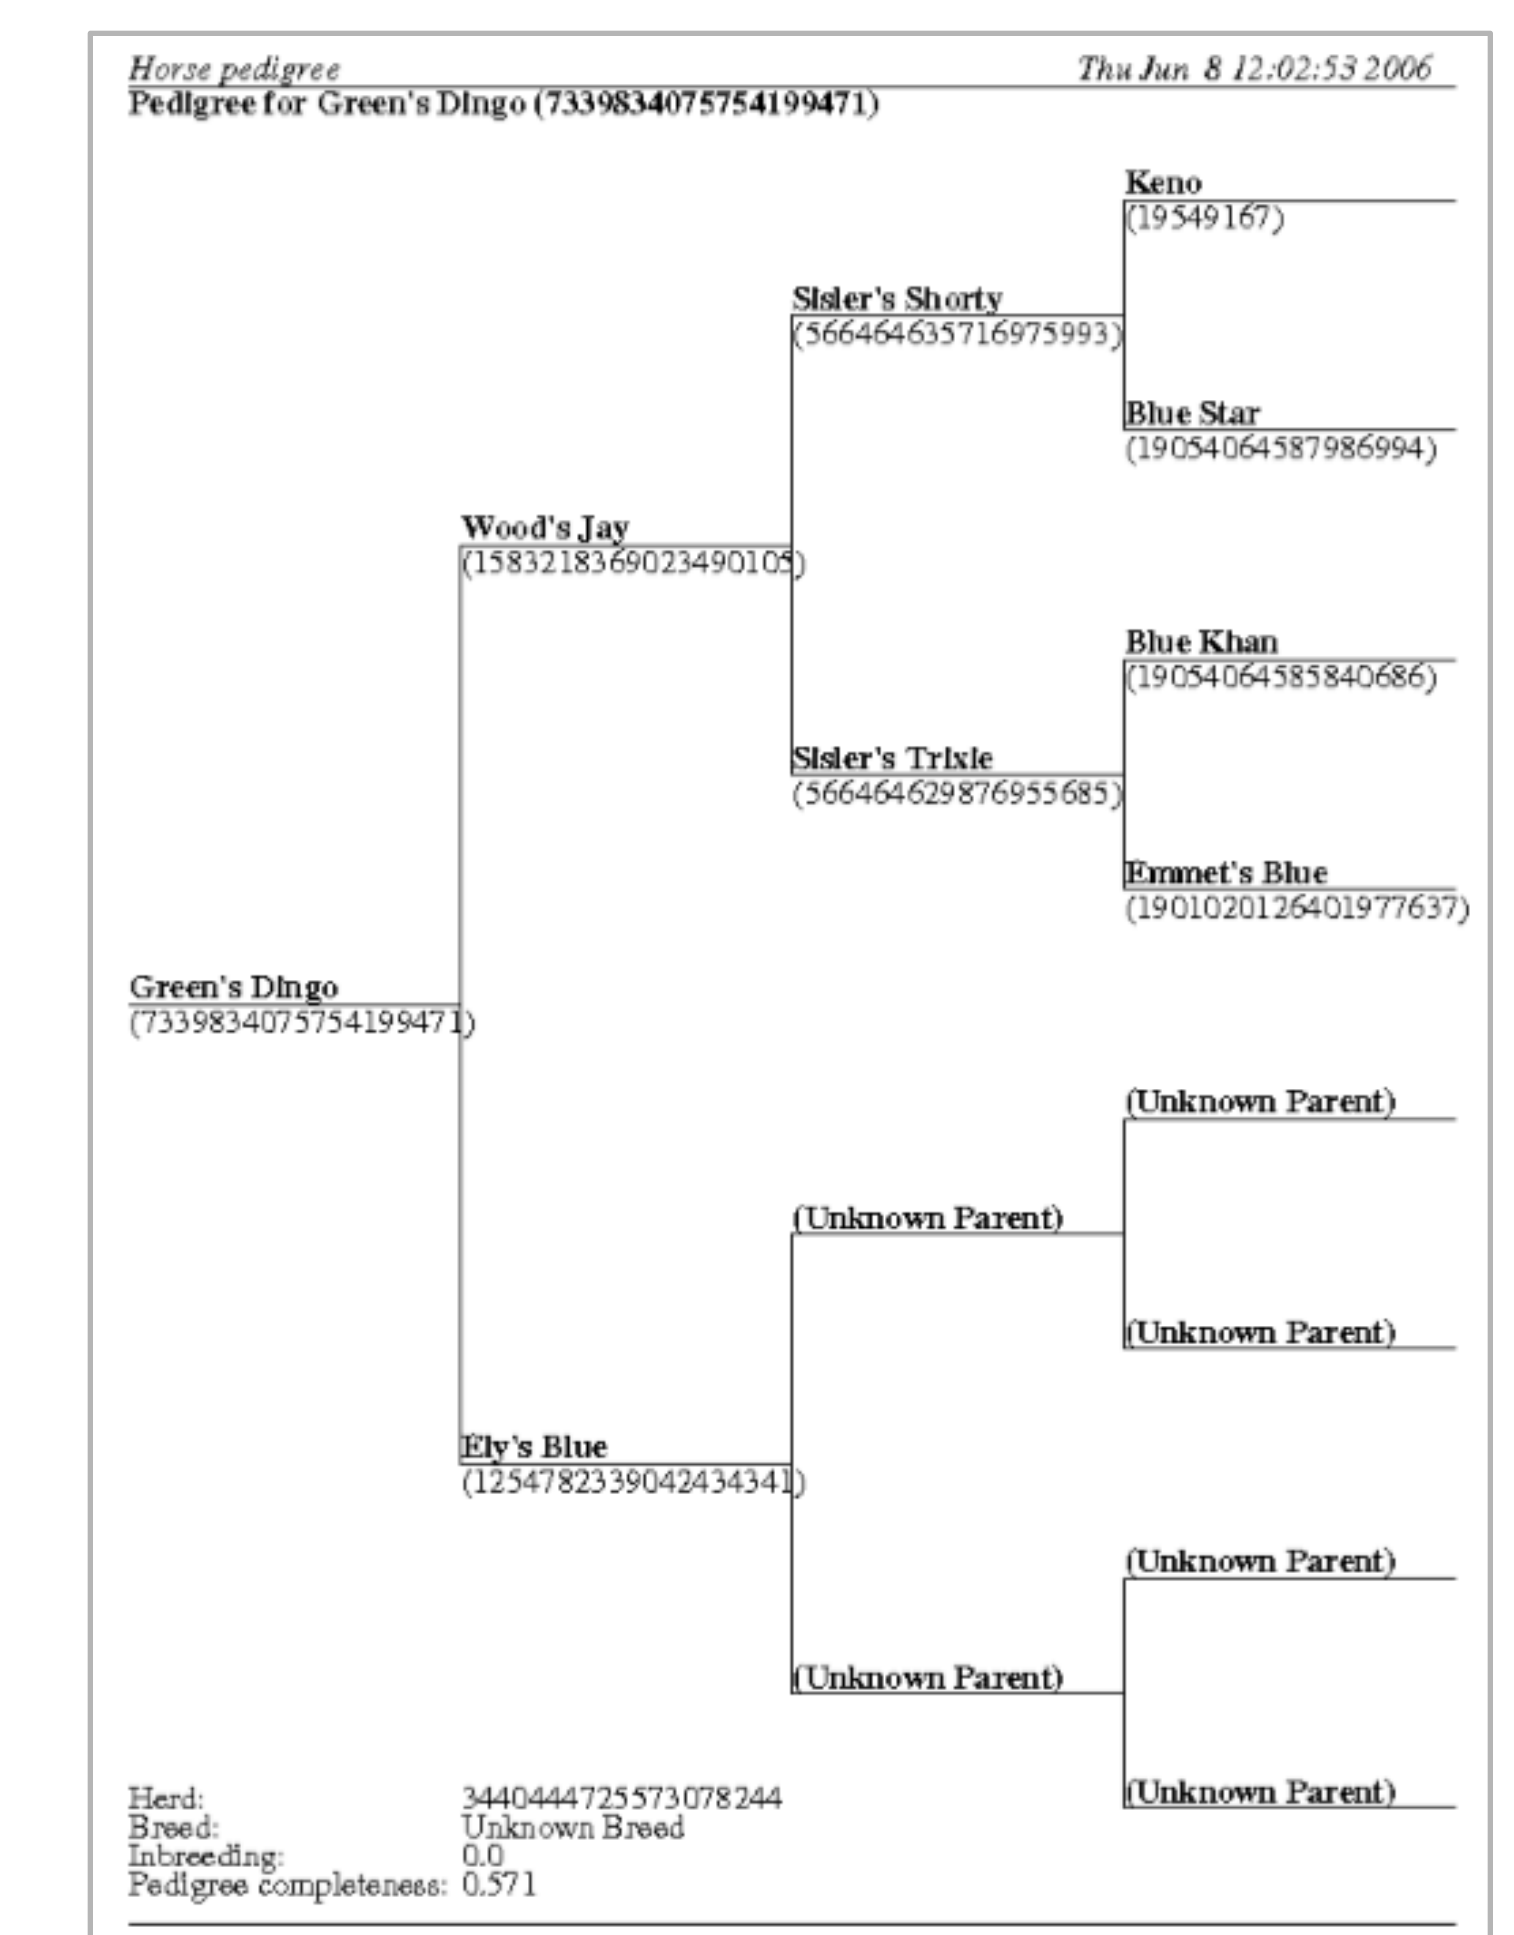 Horse pedigree Thu Jun 8 12:02:53 2006
Pedigree for Green's Dingo (7339834075754199471)
Keno
(19549167)
Sisler's Shorty
(566464635716975993)
Blue Star
(19054064587986994)
Wood's Jay
(1583218369023490105)
Blue Khan
(19054064585840686)
Sisler's Trixie
(566464629876955685)
Emmet's Blue
(1901020126401977637)
Green's Dingo
(7339834075754199471)
(Unknown Parent)
(Unknown Parent)
(Unknown Parent)
Ely's Blue
(1254782339042434341)
(Unknown Parent)
(Unknown Parent)
(Unknown Parent)
Herd: 3440444725573078244
Breed: Unknown Breed
Inbreeding: 0.0
Pedigree completeness: 0.571